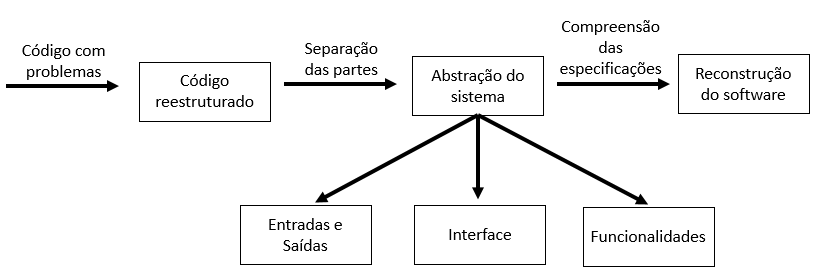 Código com
problemas
Código
reestruturado
Separação
das partes
Abstração do
sistema
Compreensão
das
especificações
Reconstrução
do software
Entradas e
Saídas
Interface
Funcionalidades